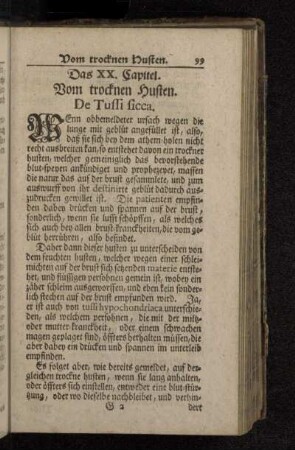 Vom trocknen Husten. 99
Das XX. Capitel.
Vom trocknen Husten.
De Tussi sicca.
WEnn obbemeldeter ursach wegen die
lunge mit geblüt angefüllet ist, also,
daß sie sich bey dem athem holen nicht
recht ausbreiten kan, so entstehet davon ein trockner
husten, welcher gemeiniglich das bevorstehende
blut-speyen ankündiget und prophezeyet, massen
die natur das auf der brust gesammlete, und zum
auswurf von ihr destinirte geblüt dadurch aus-
zudrucken gewillet ist. Die patienten empfin-
den dabey drücken und spannen auf der brust,
sonderlich, wenn sie luft schöpffen, als welches
sich auch bey allen brust-kranckheiten, die vom ge-
blüt herrühren, also befindet.
Daher dann dieser husten zu unterscheiden von
dem feuchten husten, welcher wegen einer schlei-
michten auf der brust sich setzenden materie entste-
het, und flüssigen persohnen gemein ist, wobey ein
zäher schleim ausgeworffen, und eben kein sonder-
lich stechen auf der brust empfunden wird. Ja,
er ist auch von tussi hypochondriaca unterschie-
den, als welchem persohnen, die mit der miltz-
oder mutter-kranckheit, oder einem schwachen
magen geplaget sind, öffters herhalten müssen, die
aber dabey ein drücken und spannen im unterleib
empfinden.
Es folget aber, wie bereits gemeldet, auf der-
gleichen trockne husten, wenn sie lang anhalten,
oder öffters sich einstellen, entweder eine blut-stür-
tzung, oder wo dieselbe nachbleibet, und verhin-
G 2 dert